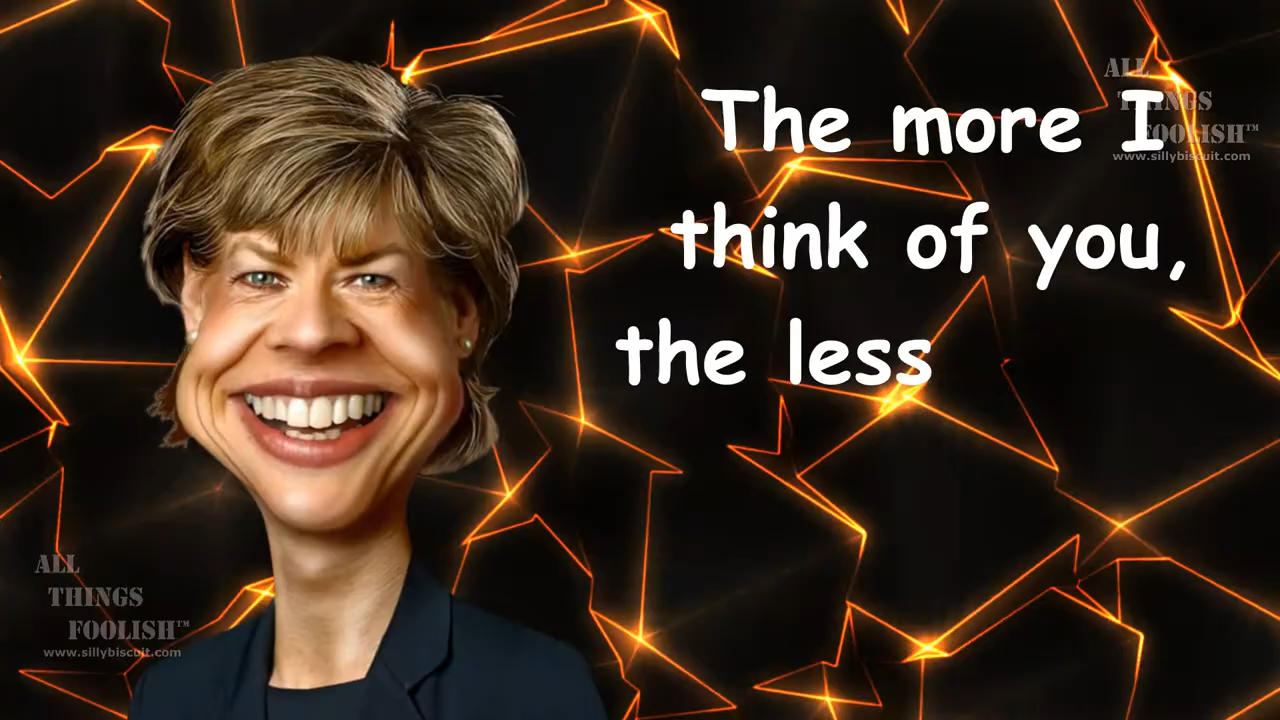 The more I
think of you,
the less
ALL
THINGS
FOOLISH™
www.sillybiscuit.com
ALL
THINGS
FOOLISH™
www.sillybiscuit.com